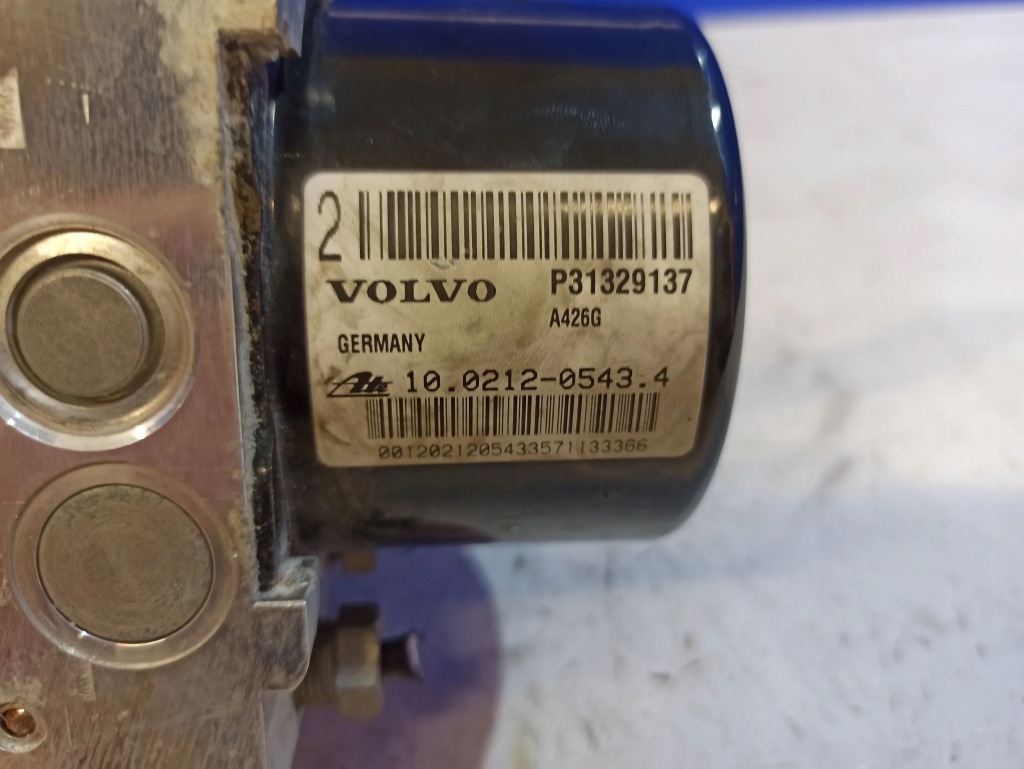 2
VOLVO P31329137
A426G
GERMANY
Ate 10.0212-0543.4
0012021205433571133366